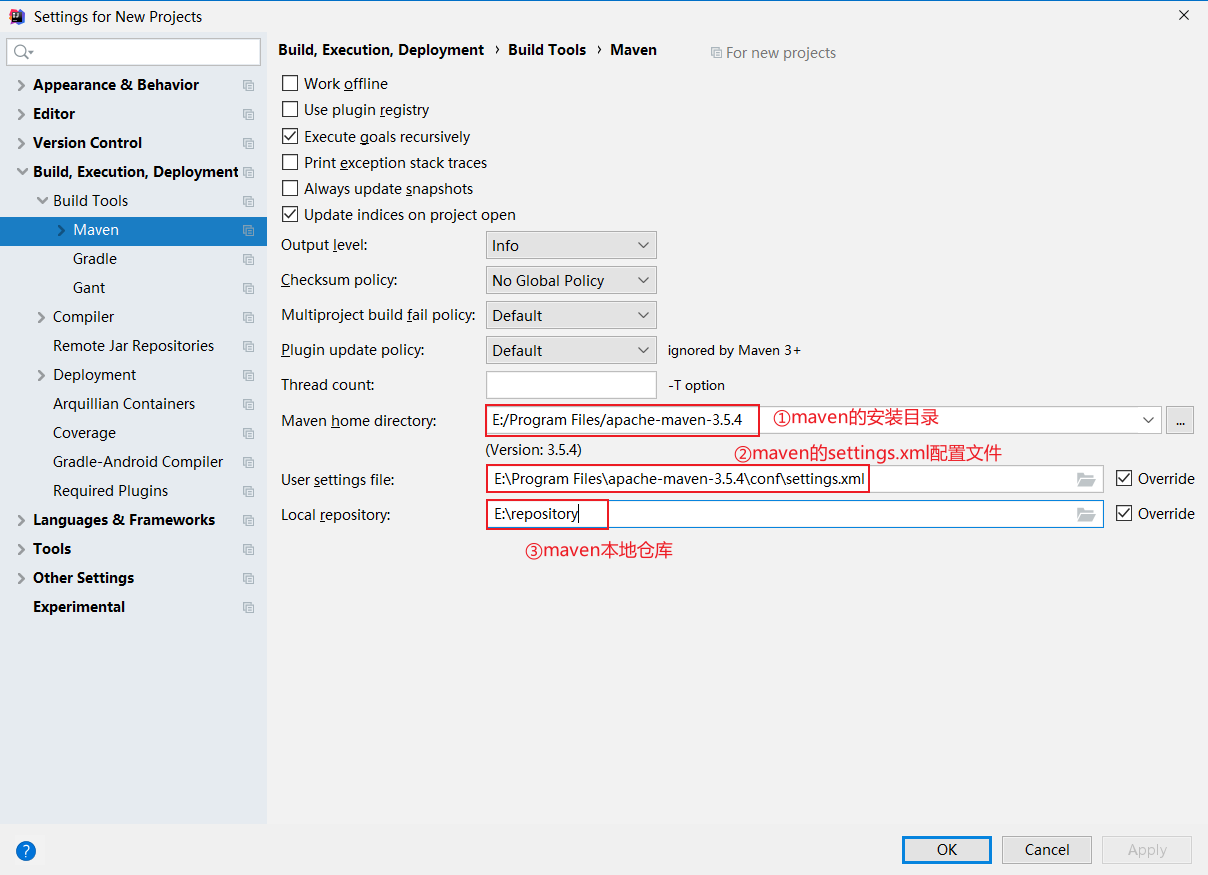 Settings for New Projects
Build, Execution, Deployment › Build Tools › Maven For new projects
Appearance & Behavior
Editor
Version Control
Build, Execution, Deployment
Build Tools
Maven
Gradle
Gant
Compiler
Remote Jar Repositories
Deployment
Arquillian Containers
Coverage
Gradle-Android Compiler
Required Plugins
Languages & Frameworks
Tools
Other Settings
Experimental
Work offline
Use plugin registry
Execute goals recursively
Print exception stack traces
Always update snapshots
Update indices on project open
Output level: Info
Checksum policy: No Global Policy
Multiproject build fail policy: Default
Plugin update policy: Default ignored by Maven 3+
Thread count: -T option
Maven home directory: E:/Program Files/apache-maven-3.5.4 ①maven的安装目录 ...
(Version: 3.5.4) ②maven的settings.xml配置文件
User settings file: E:\Program Files\apache-maven-3.5.4\conf\settings.xml Override
Local repository: E:\repository Override
③maven本地仓库
? OK Cancel Apply